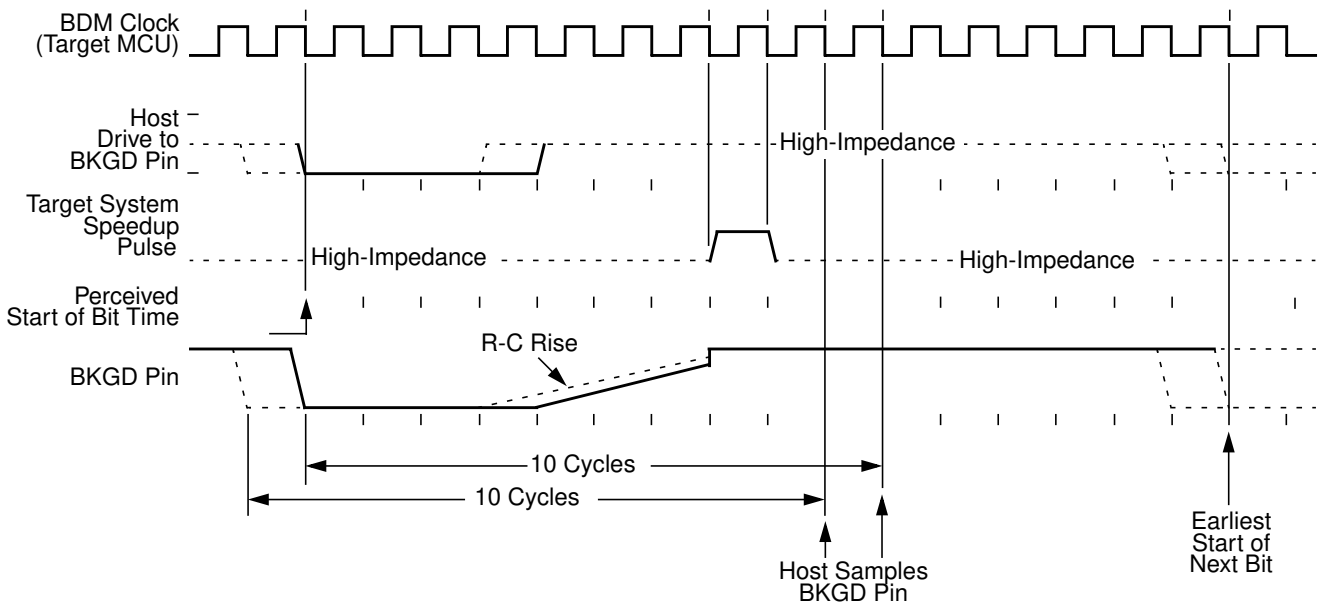 BDM Clock
(Target MCU)
Host
Drive to
BKGD Pin
High-Impedance
Target System
Speedup
Pulse
High-Impedance
High-Impedance
Perceived
Start of Bit Time
R-C Rise
BKGD Pin
10 Cycles
10 Cycles
Host Samples
BKGD Pin
Earliest
Start of
Next Bit